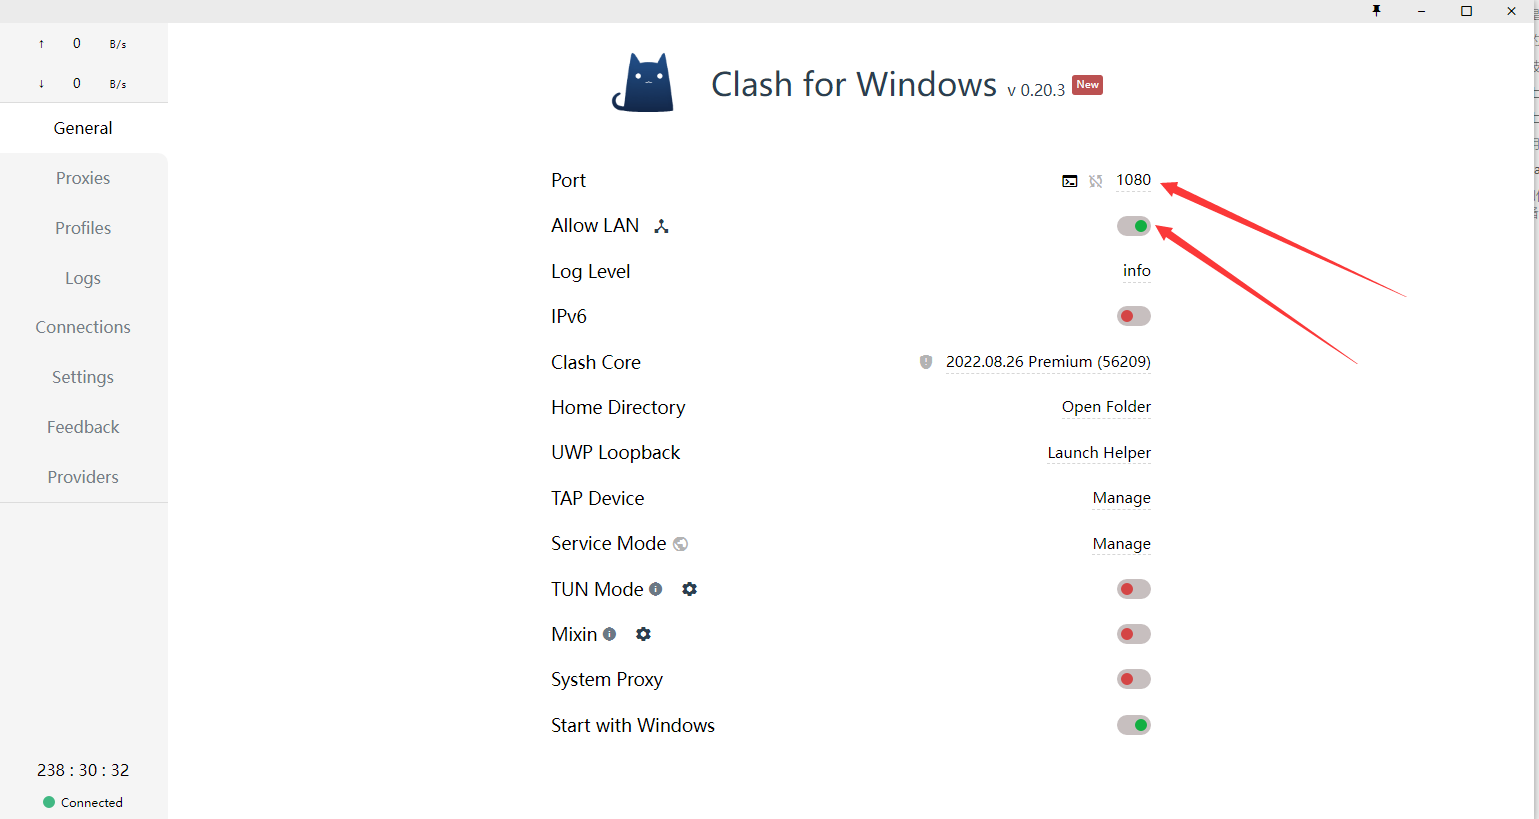 ↑ 0 B/s
↓ 0 B/s
General
Proxies
Profiles
Logs
Connections
Settings
Feedback
Providers
238 : 30 : 32
Connected
Clash for Windows v 0.20.3 New
Port 1080
Allow LAN
Log Level info
IPv6
Clash Core 2022.08.26 Premium (56209)
Home Directory Open Folder
UWP Loopback Launch Helper
TAP Device Manage
Service Mode Manage
TUN Mode
Mixin
System Proxy
Start with Windows